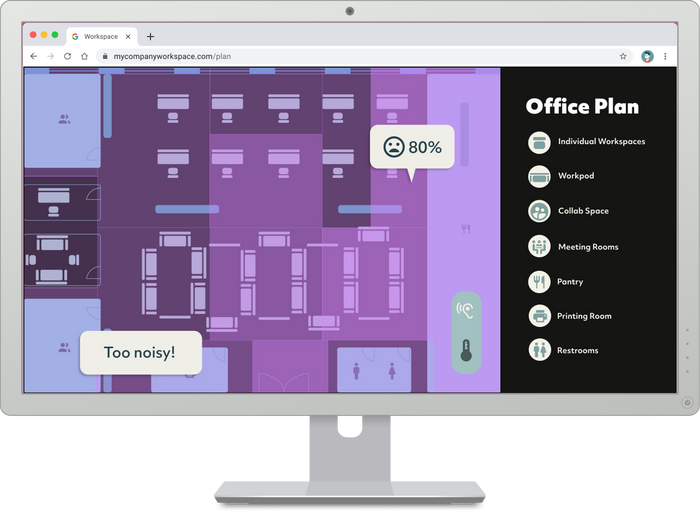 Workspace
mycompanyworkspace.com/plan
Office Plan
Individual Workspaces
Workpod
Collab Space
Meeting Rooms
Pantry
Printing Room
Restrooms
80%
Too noisy!